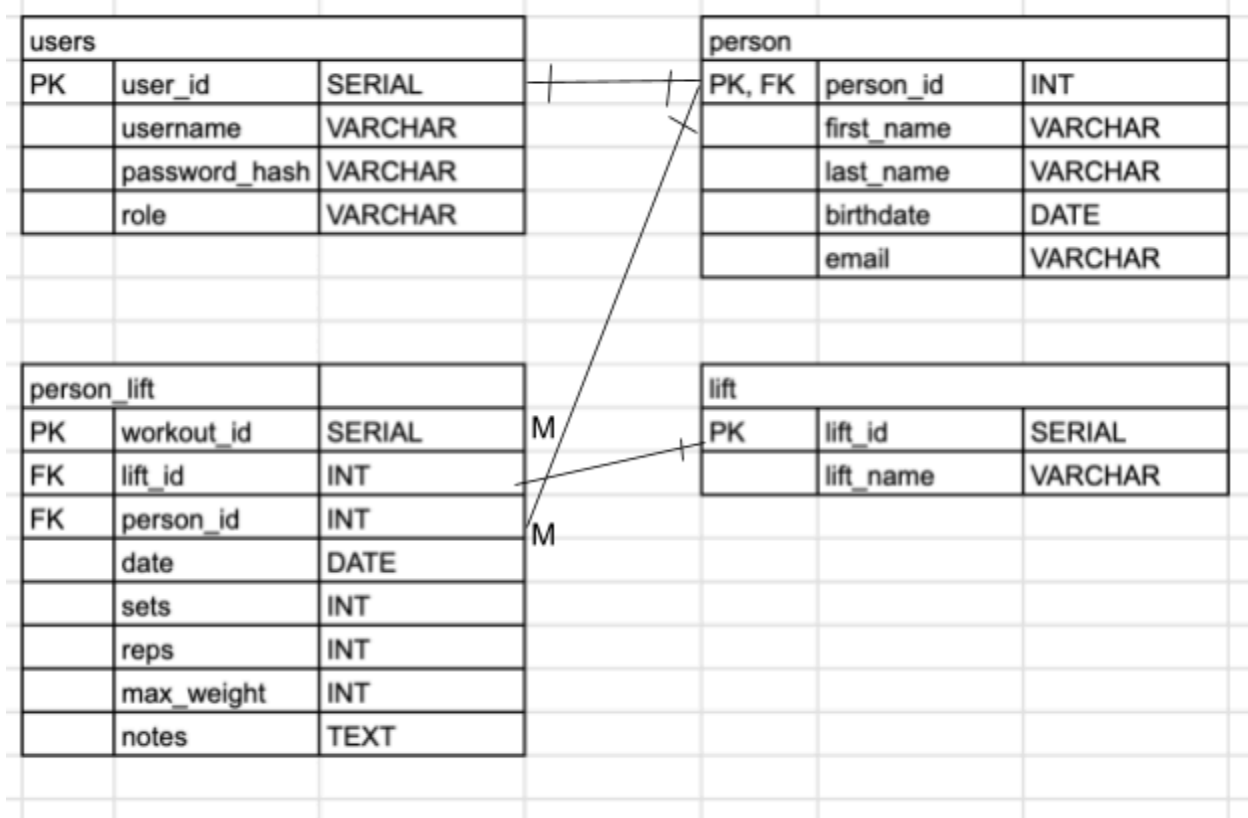 users
PK user_id SERIAL
username VARCHAR
password_hash VARCHAR
role VARCHAR
person
PK, FK person_id INT
first_name VARCHAR
last_name VARCHAR
birthdate DATE
email VARCHAR
person_lift
PK workout_id SERIAL
FK lift_id INT
FK person_id INT
date DATE
sets INT
reps INT
max_weight INT
notes TEXT
M
M
lift
PK lift_id SERIAL
lift_name VARCHAR